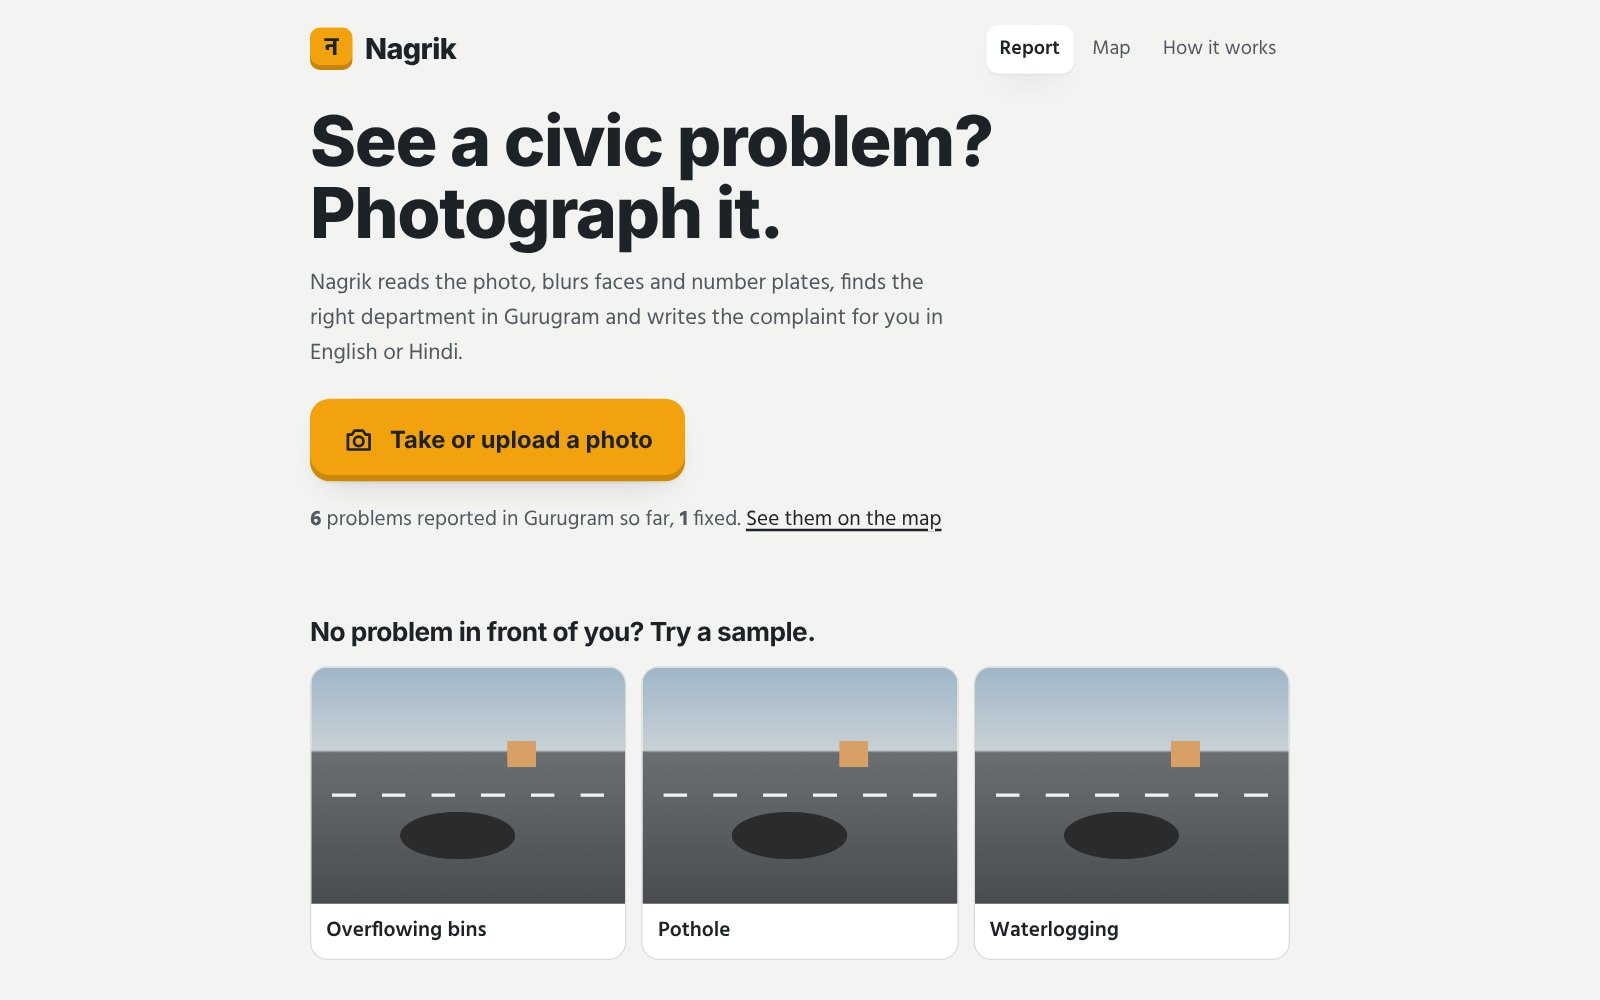 न Nagrik
Report Map How it works
See a civic problem?
Photograph it.
Nagrik reads the photo, blurs faces and number plates, finds the
right department in Gurugram and writes the complaint for you in
English or Hindi.
Take or upload a photo
6 problems reported in Gurugram so far, 1 fixed. See them on the map
No problem in front of you? Try a sample.
Overflowing bins
Pothole
Waterlogging